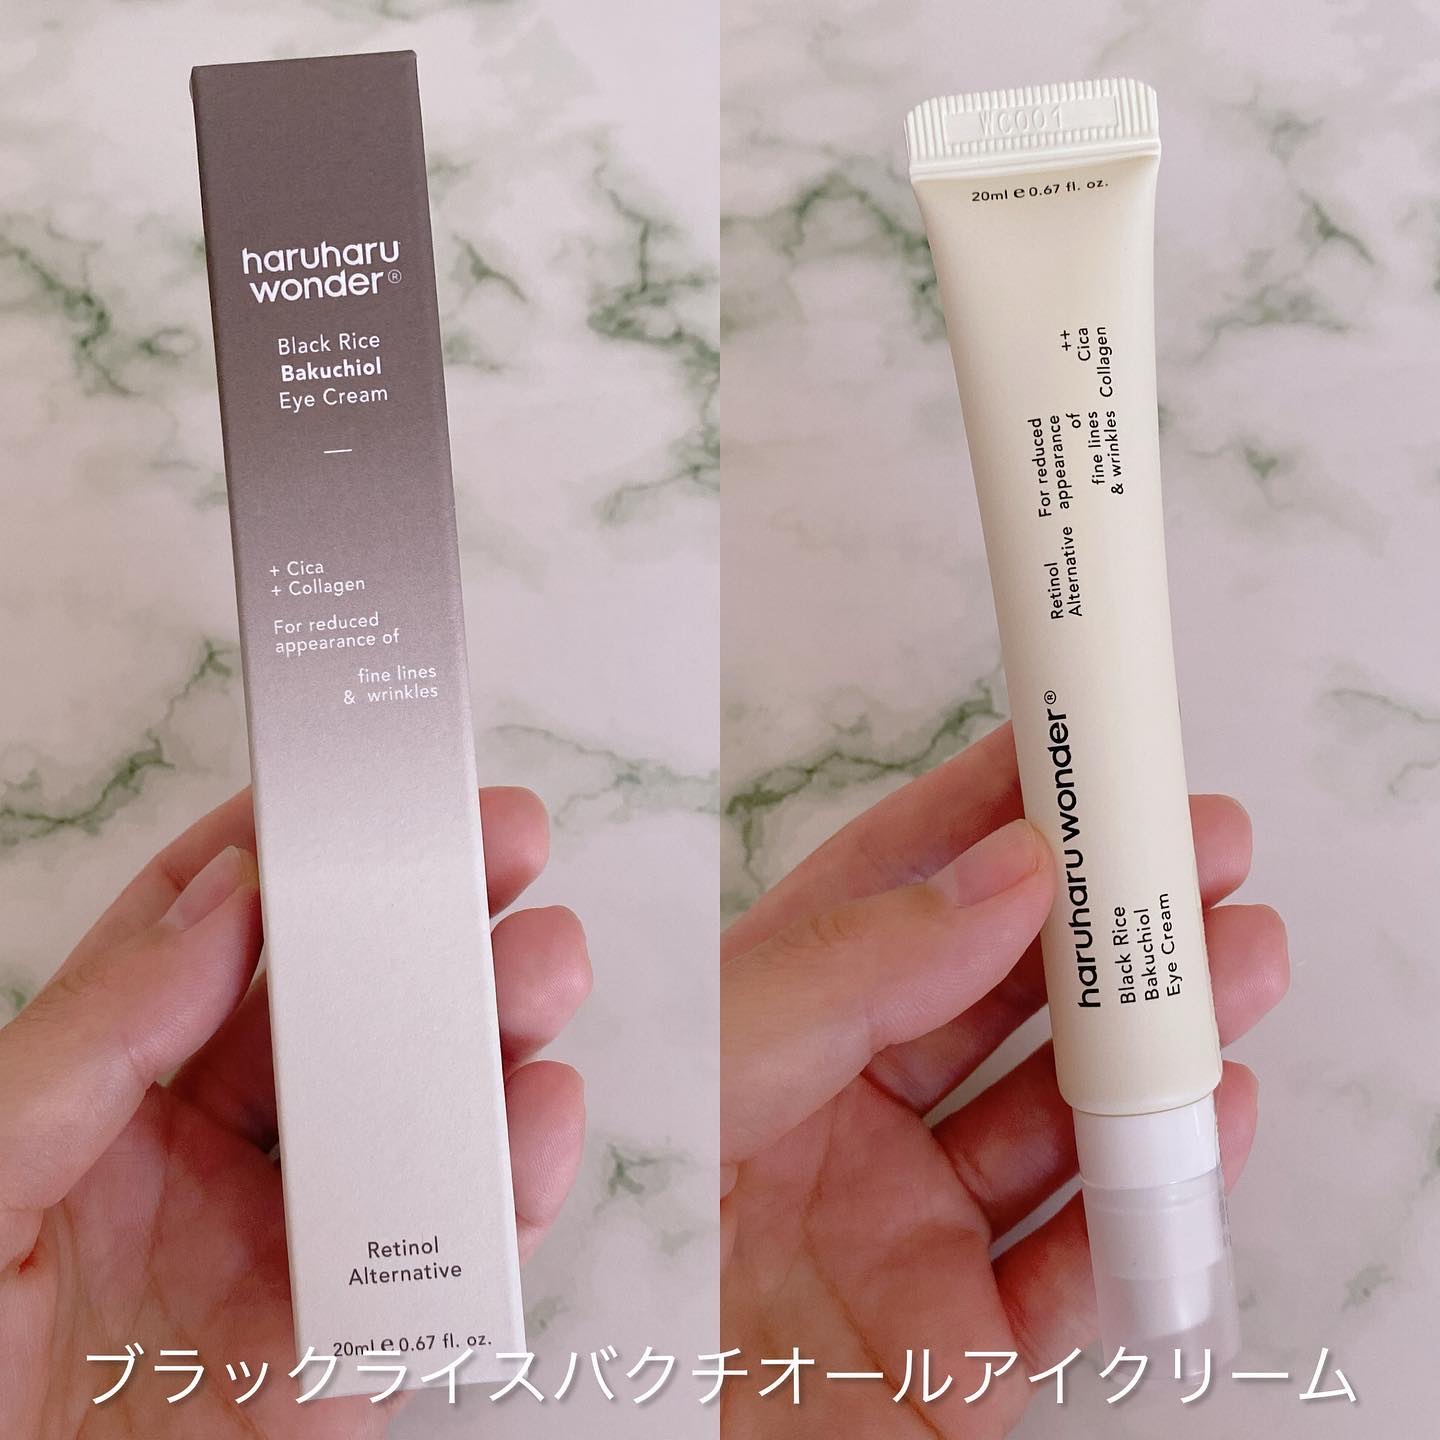 haruharu
wonder®
Black Rice
Bakuchiol
Eye Cream
+ Cica
+ Collagen
For reduced
appearance of
fine lines
& wrinkles
Retinol
Alternative
20ml e 0.67 fl. oz.
WC001
20ml e 0.67 fl. oz.
haruharu wonder®
Black Rice
Bakuchiol
Eye Cream
Retinol
Alternative
For reduced
appearance
of
fine lines
& wrinkles
++
Cica
Collagen
ブラックライスバクチオールアイクリーム